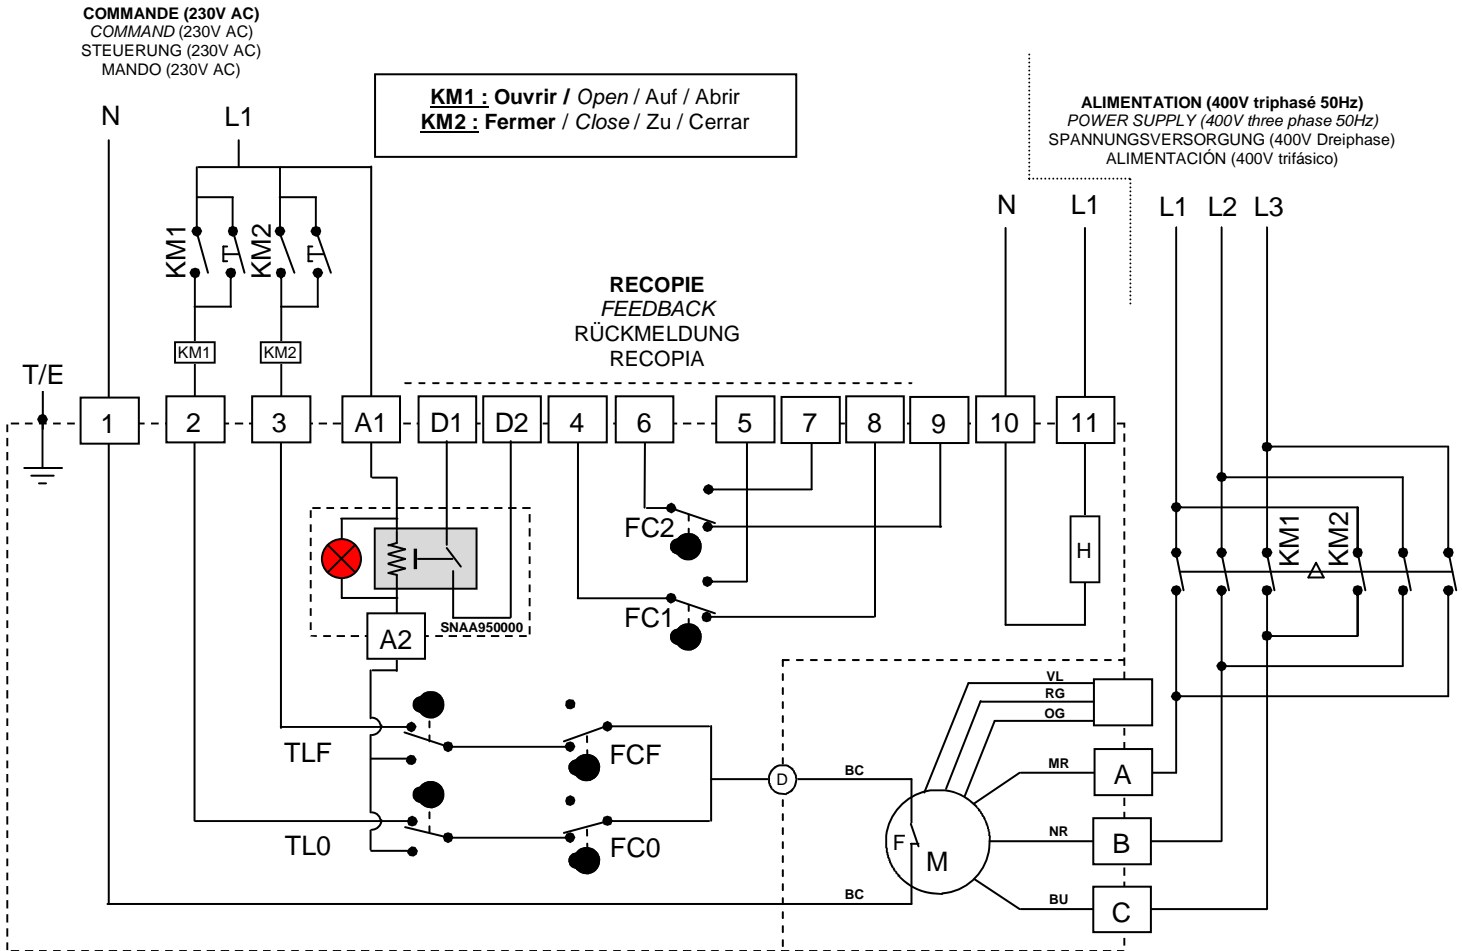 COMMANDE (230V AC)
COMMAND (230V AC)
STEUERUNG (230V AC)
MANDO (230V AC)
KM1 : Ouvrir / Open / Auf / Abrir
KM2 : Fermer / Close / Zu / Cerrar
ALIMENTATION (400V triphasé 50Hz)
POWER SUPPLY (400V three phase 50Hz)
SPANNUNGSVERSORGUNG (400V Dreiphase)
ALIMENTACIÓN (400V trifásico)
N L1
N L1 L1 L2 L3
KM1 KM2
RECOPIE
FEEDBACK
RÜCKMELDUNG
RECOPIA
KM1 KM2
T/E
1 2 3 A1 D1 D2 4 6 5 7 8 9 10 11
FC2
H
KM1 KM2
FC1
SNAA950000
A2
VL
RG
OG
TLF FCF
D BC MR A
TL0 FC0
F M NR B
BC BU C